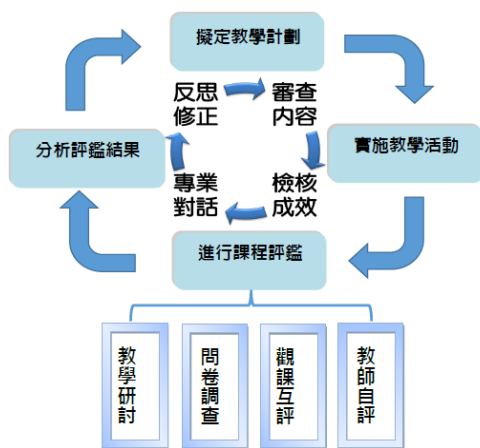 擬定教學計劃
反思
修正
審查
內容
分析評鑑結果
實施教學活動
專業
對話
檢核
成效
進行課程評鑑
教學研討
問卷調查
觀課互評
教師自評